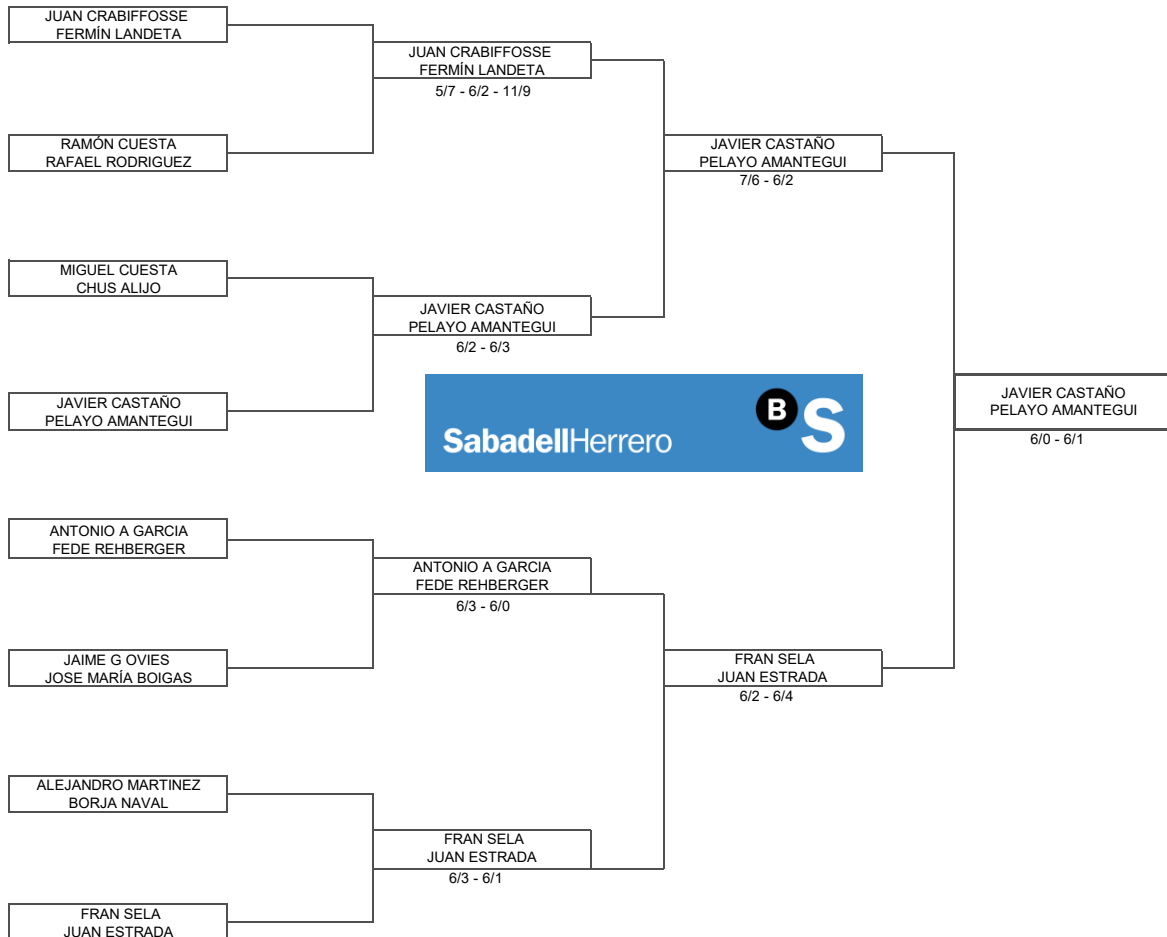 JUAN CRABIFFOSSE
FERMÍN LANDETA
JUAN CRABIFFOSSE
FERMÍN LANDETA
5/7 - 6/2 - 11/9
RAMÓN CUESTA
RAFAEL RODRIGUEZ
JAVIER CASTAÑO
PELAYO AMANTEGUI
7/6 - 6/2
MIGUEL CUESTA
CHUS ALIJO
JAVIER CASTAÑO
PELAYO AMANTEGUI
6/2 - 6/3
JAVIER CASTAÑO
PELAYO AMANTEGUI
SabadellHerrero
B S
JAVIER CASTAÑO
PELAYO AMANTEGUI
6/0 - 6/1
ANTONIO A GARCIA
FEDE REHBERGER
ANTONIO A GARCIA
FEDE REHBERGER
6/3 - 6/0
JAIME G OVIES
JOSE MARÍA BOIGAS
FRAN SELA
JUAN ESTRADA
6/2 - 6/4
ALEJANDRO MARTINEZ
BORJA NAVAL
FRAN SELA
JUAN ESTRADA
6/3 - 6/1
FRAN SELA
JUAN ESTRADA